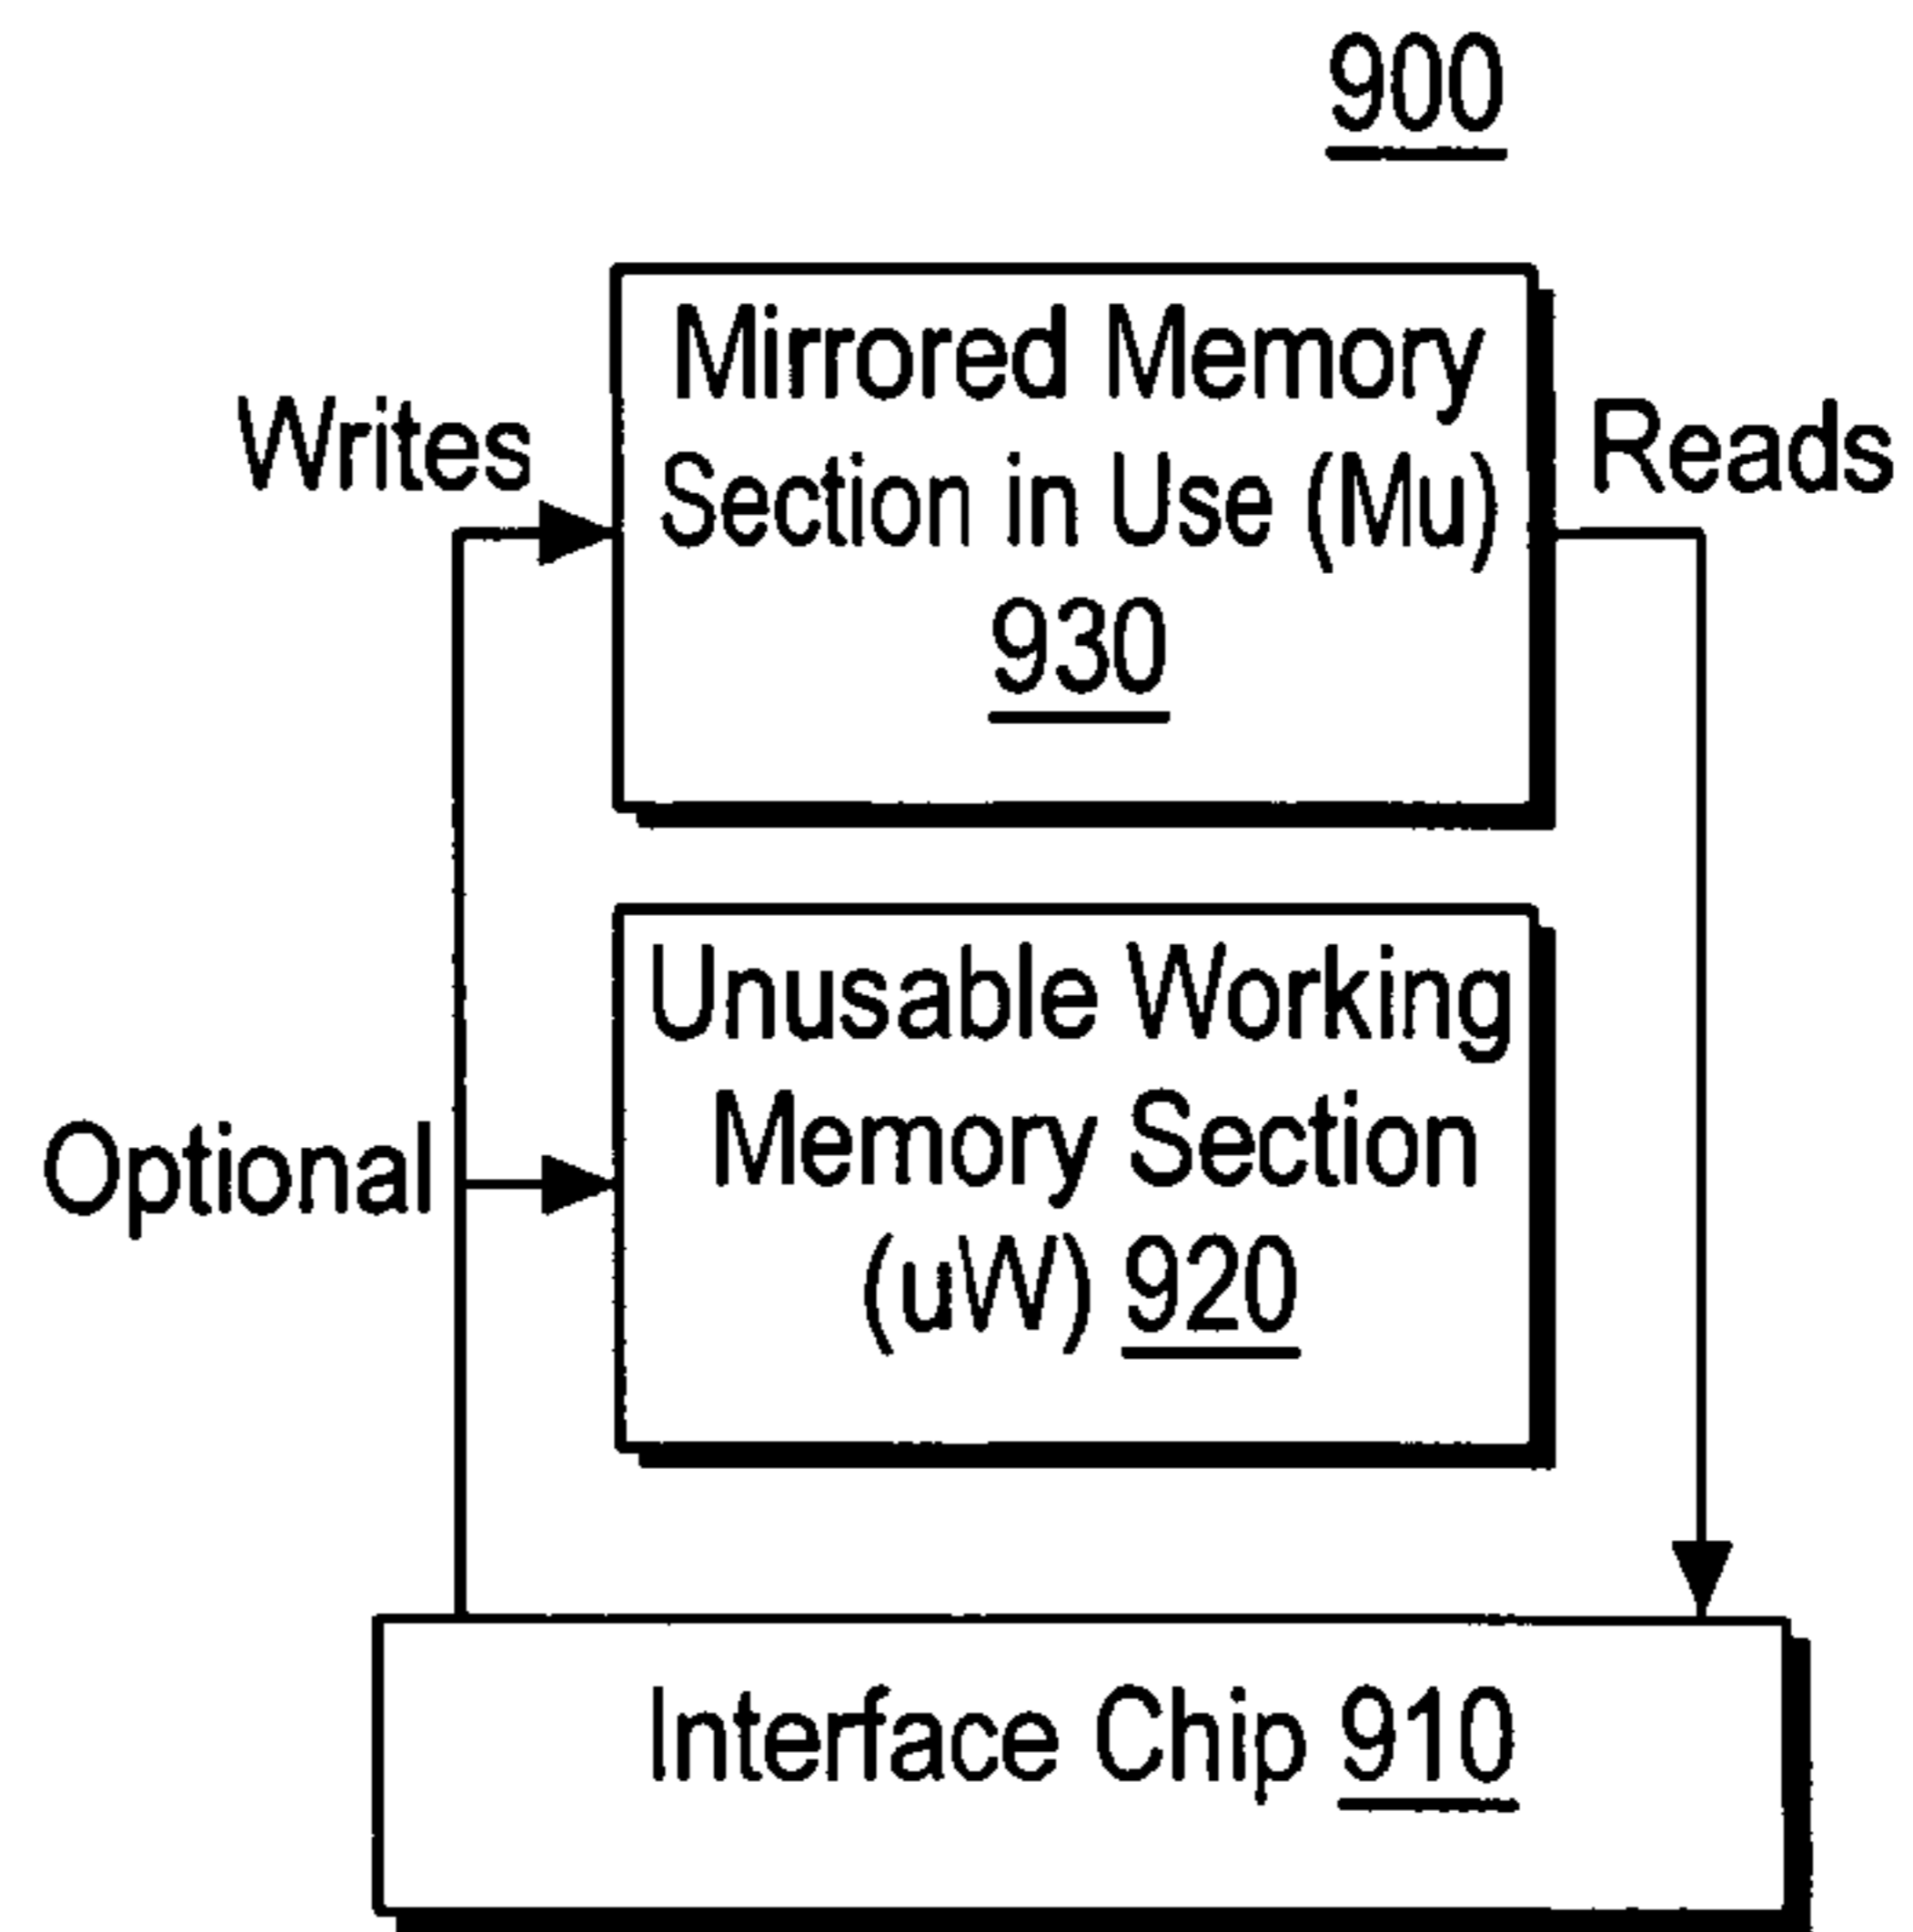 900
Mirrored Memory
Section in Use (Mu)
930
Writes
Reads
Unusable Working
Memory Section
(uW) 920
Optional
Interface Chip 910